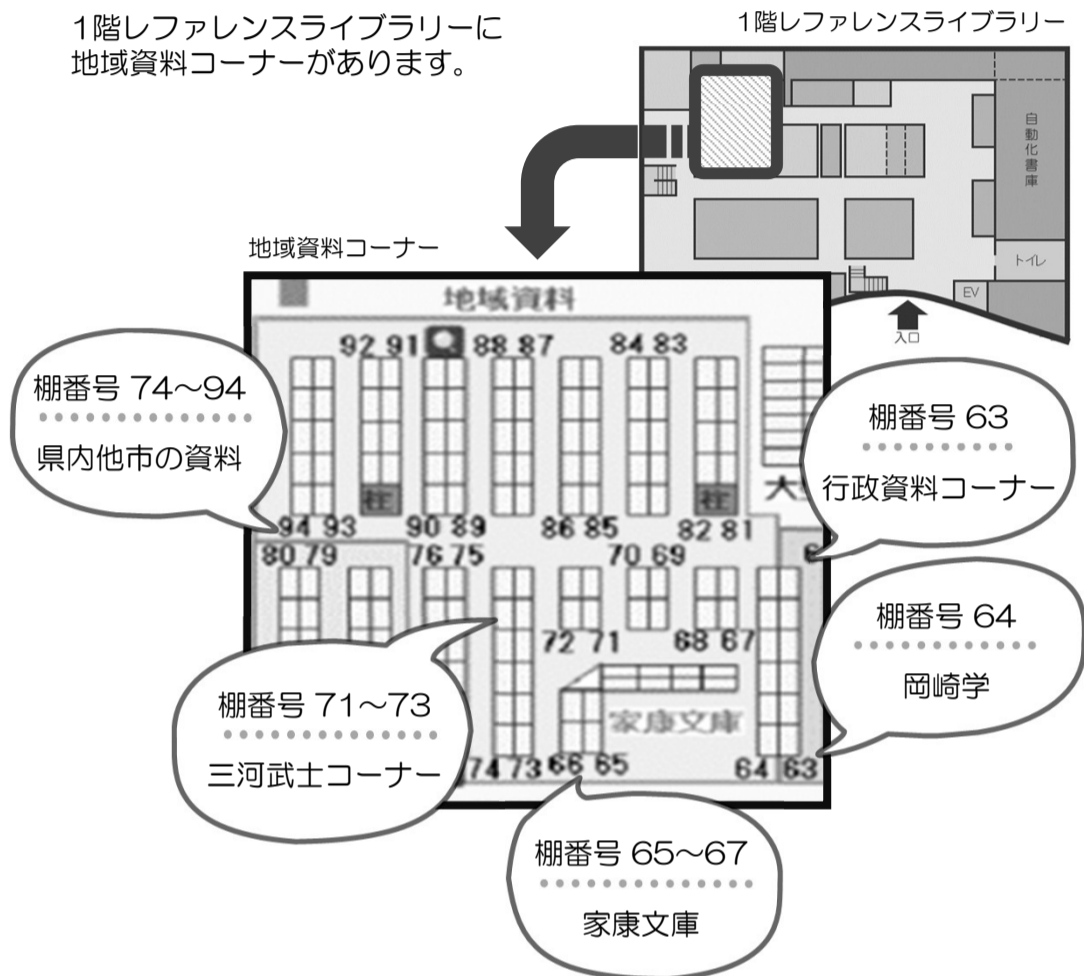 1階レファレンスライブラリーに
地域資料コーナーがあります。
1階レファレンスライブラリー
自動化書庫
トイレ
EV
入口
地域資料コーナー
地域資料
92 91 88 87 84 83
棚番号 74~94
県内他市の資料
棚番号 63
行政資料コーナー
柱 柱
94 93 90 89 86 85 82 81
80 79 76 75 70 69
72 71 68 67
棚番号 64
岡崎学
棚番号 71~73
三河武士コーナー
家康文庫
74 73 66 65 64 63
棚番号 65~67
家康文庫